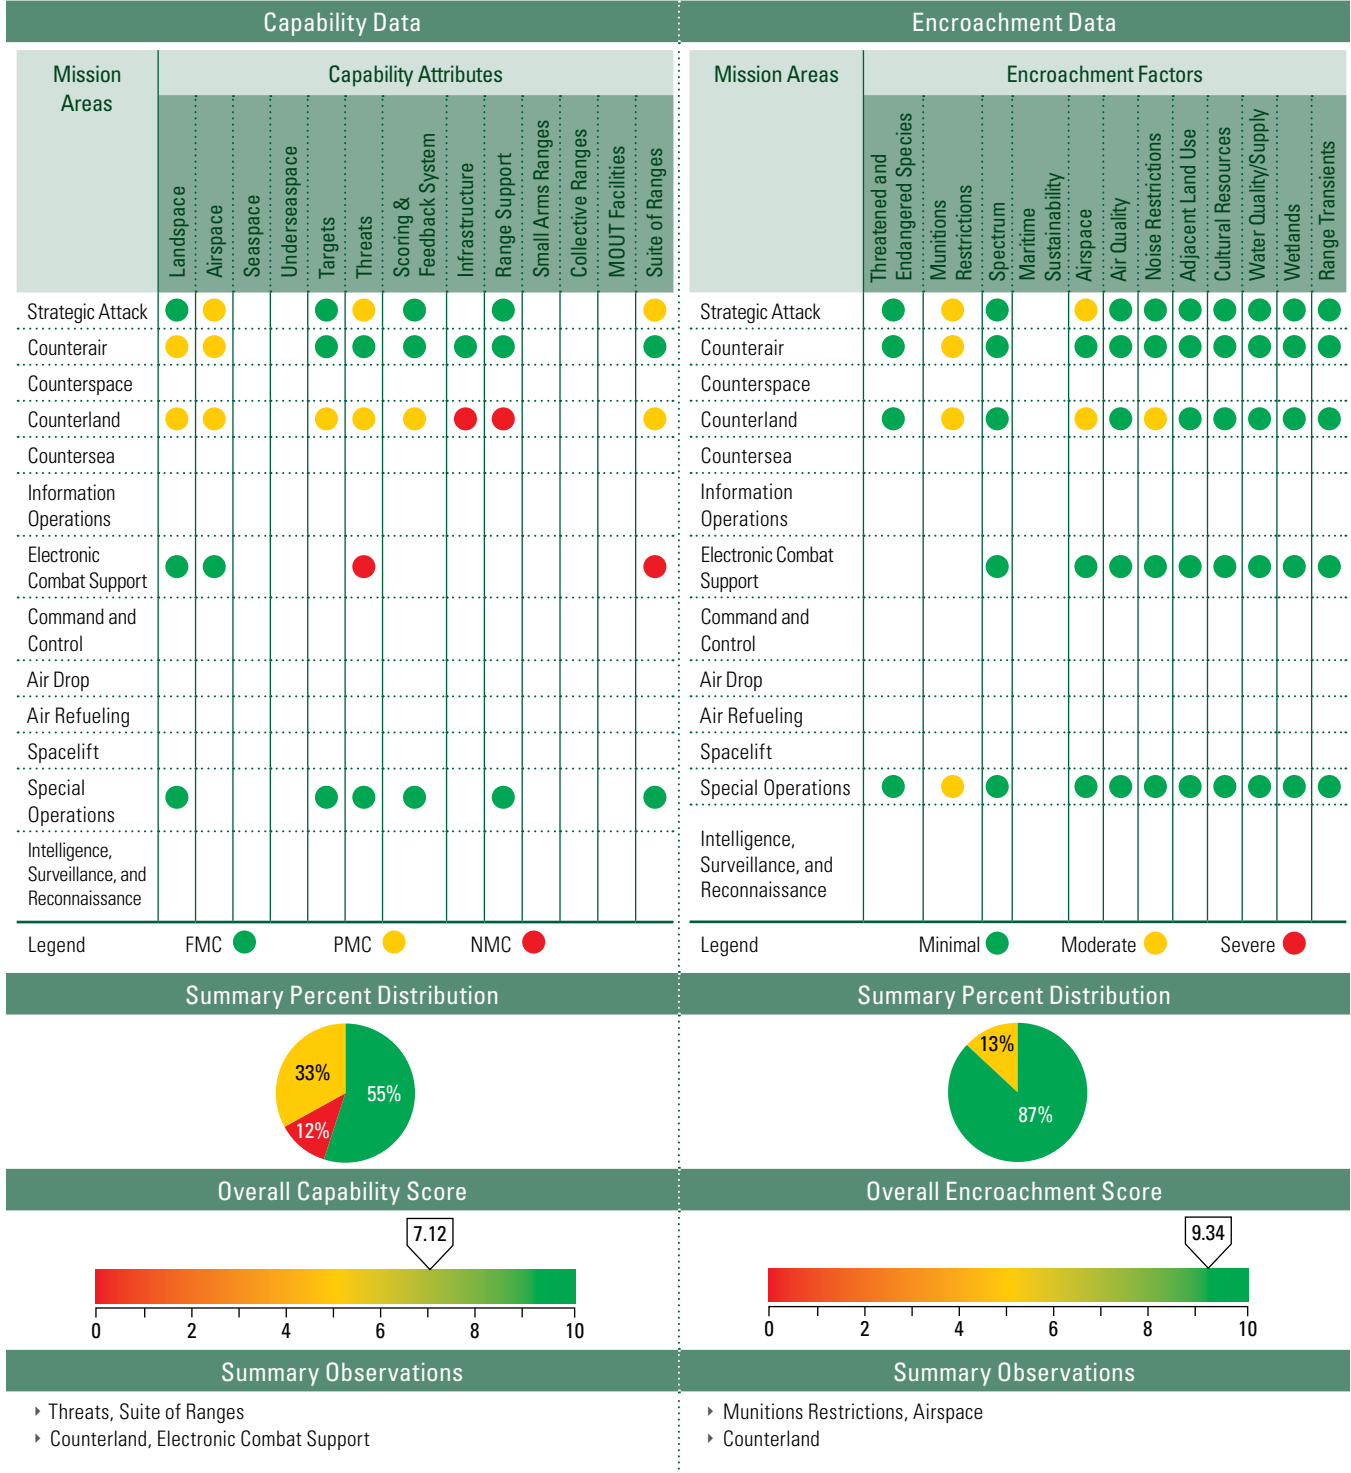 Capability Data
Mission
Areas
Capability Attributes
Landspace
Airspace
Seaspace
Underseaspace
Targets
Threats
Scoring &
Feedback System
Infrastructure
Range Support
Small Arms Ranges
Collective Ranges
MOUT Facilities
Suite of Ranges
Strategic Attack
Counterair
Counterspace
Counterland
Countersea
Information
Operations
Electronic
Combat Support
Command and
Control
Air Drop
Air Refueling
Spacelift
Special
Operations
Intelligence,
Surveillance, and
Reconnaissance
Legend
FMC
PMC
NMC
Summary Percent Distribution
33%
55%
12%
Overall Capability Score
7.12
0 2 4 6 8 10
Summary Observations
‣ Threats, Suite of Ranges
‣ Counterland, Electronic Combat Support
Encroachment Data
Mission Areas
Encroachment Factors
Threatened and
Endangered Species
Munitions
Restrictions
Spectrum
Maritime
Sustainability
Airspace
Air Quality
Noise Restrictions
Adjacent Land Use
Cultural Resources
Water Quality/Supply
Wetlands
Range Transients
Strategic Attack
Counterair
Counterspace
Counterland
Countersea
Information
Operations
Electronic Combat
Support
Command and
Control
Air Drop
Air Refueling
Spacelift
Special Operations
Intelligence,
Surveillance, and
Reconnaissance
Legend
Minimal
Moderate
Severe
Summary Percent Distribution
13%
87%
Overall Encroachment Score
9.34
0 2 4 6 8 10
Summary Observations
‣ Munitions Restrictions, Airspace
‣ Counterland